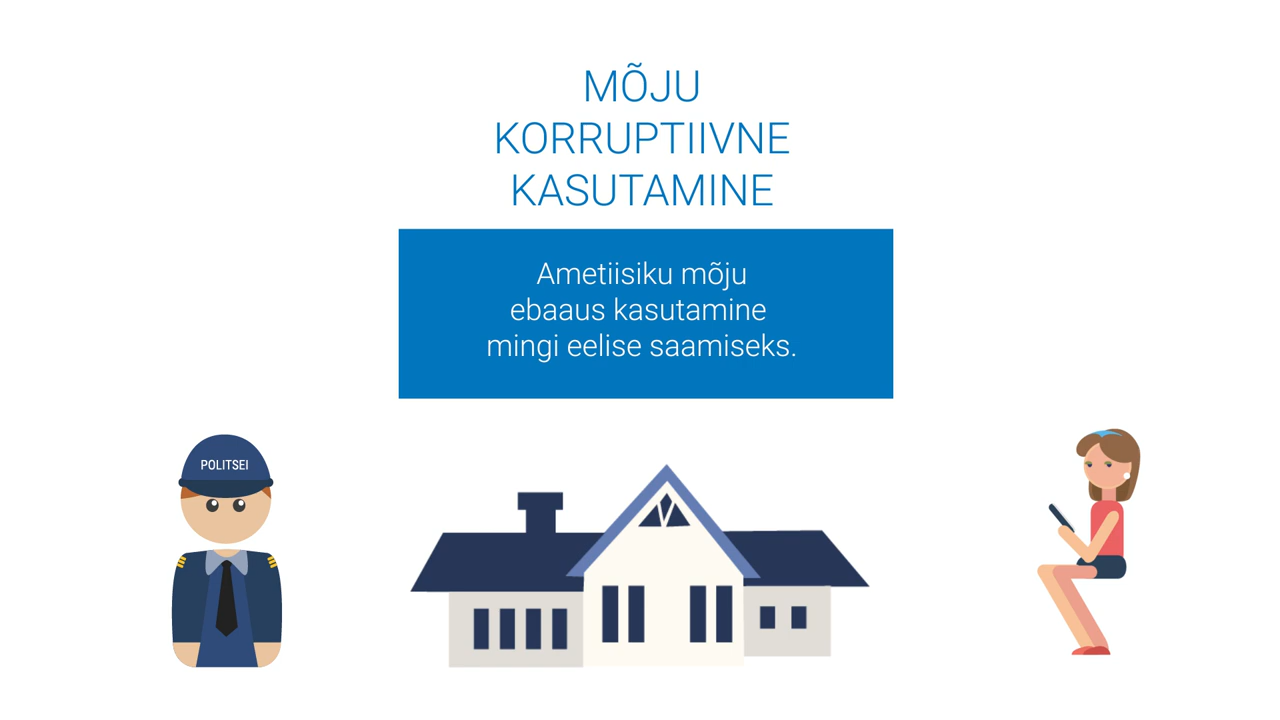 MÕJU
KORRUPTIIVNE
KASUTAMINE
Ametiisiku mõju
ebaaus kasutamine
mingi eelise saamiseks.
POLITSEI